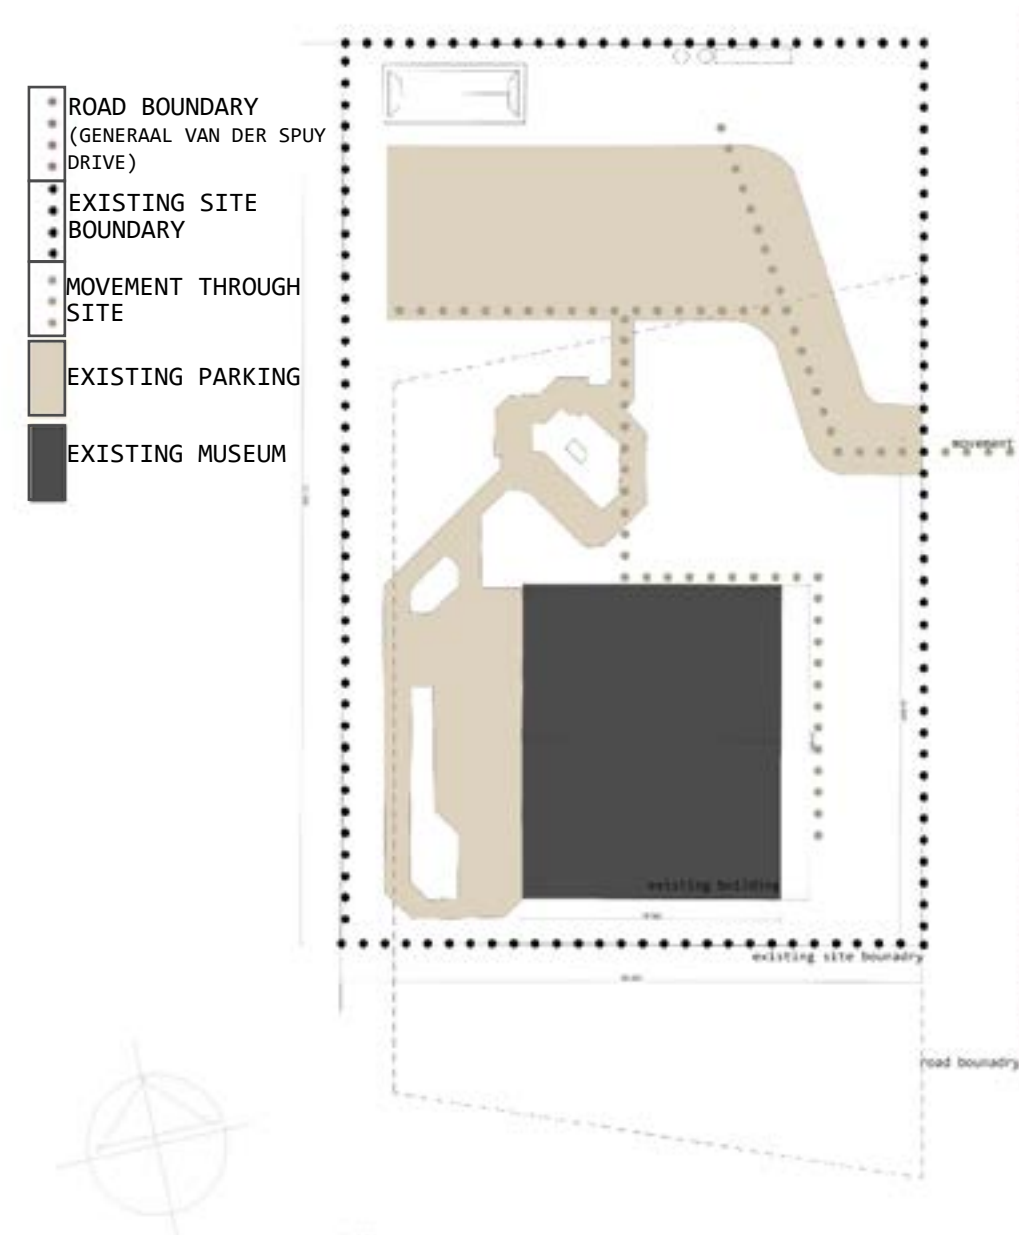 ROAD BOUNDARY
(GENERAAL VAN DER SPUY
DRIVE)
EXISTING SITE
BOUNDARY
MOVEMENT THROUGH
SITE
EXISTING PARKING
EXISTING MUSEUM
movement
existing building
existing site bounadry
road bounadry